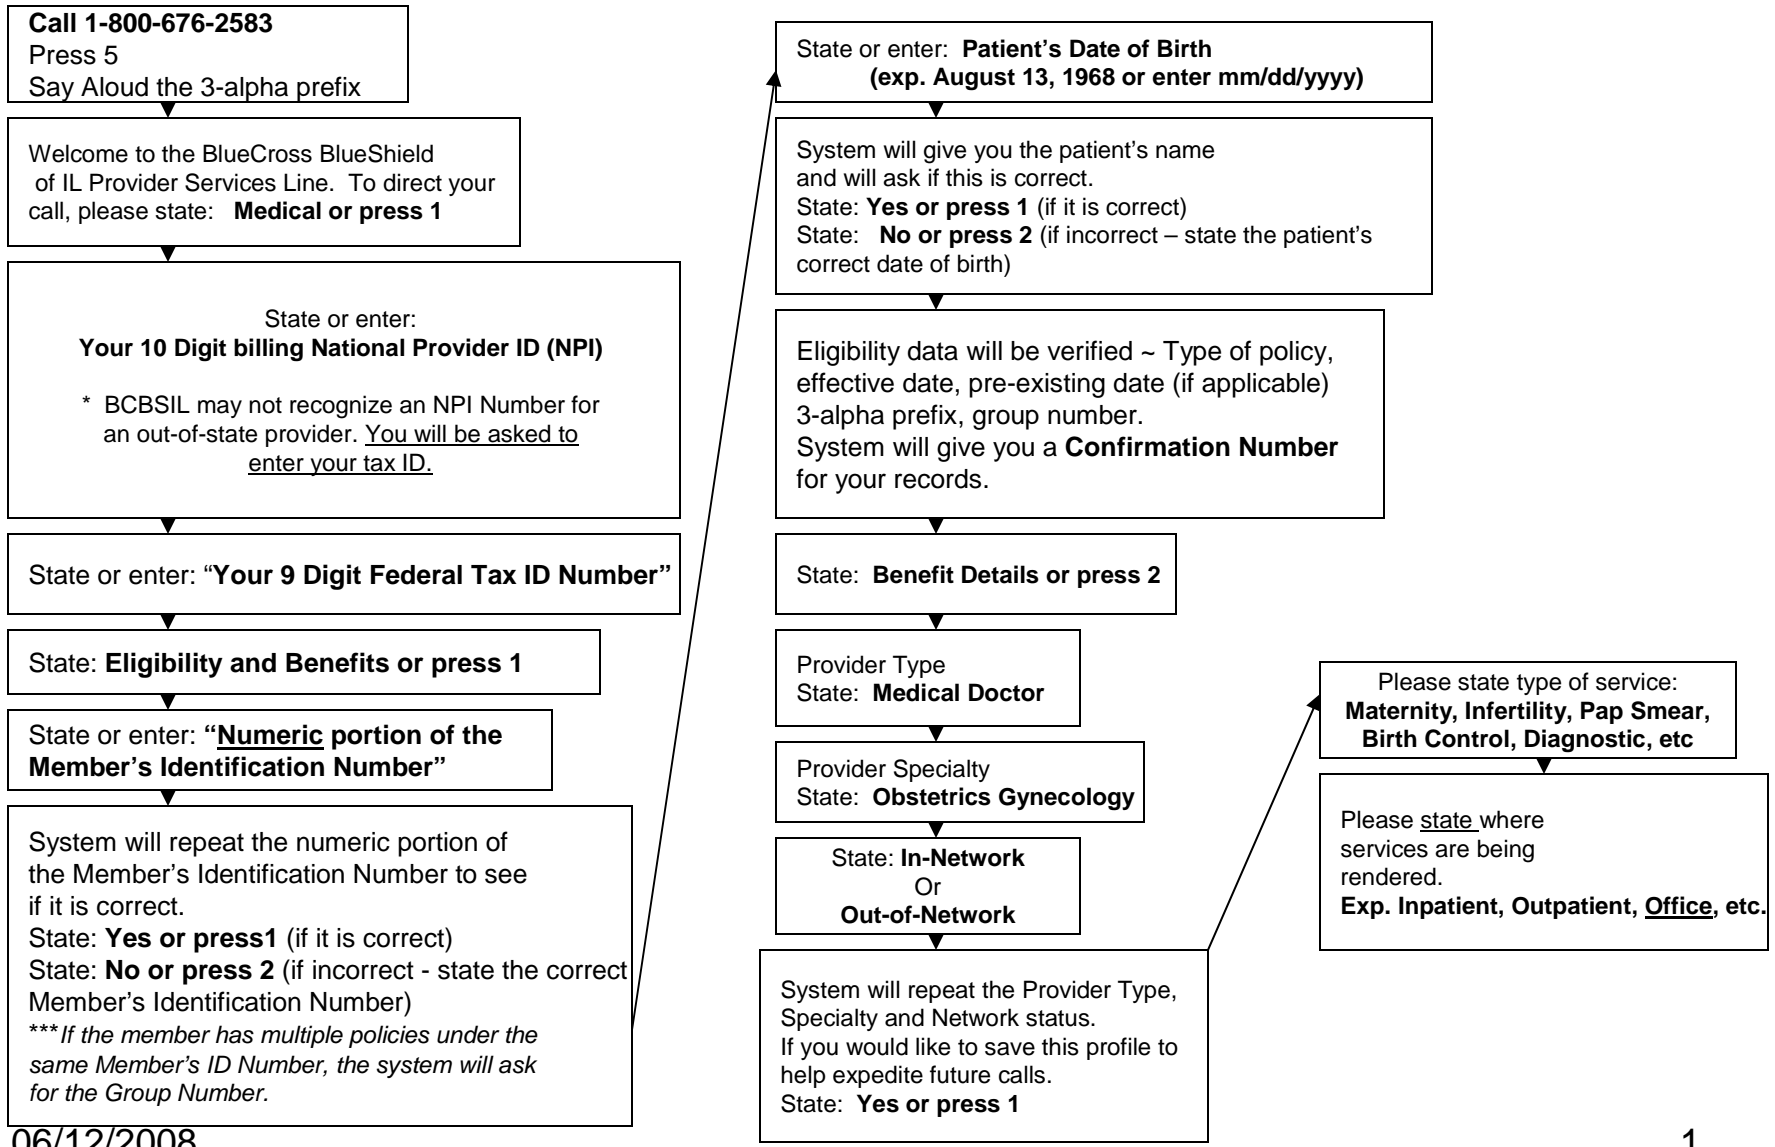 Call 1-800-676-2583
Press 5
Say Aloud the 3-alpha prefix
Welcome to the BlueCross BlueShield
of IL Provider Services Line. To direct your
call, please state: Medical or press 1
State or enter:
Your 10 Digit billing National Provider ID (NPI)
* BCBSIL may not recognize an NPI Number for
an out-of-state provider. You will be asked to
enter your tax ID.
State or enter: “Your 9 Digit Federal Tax ID Number”
State: Eligibility and Benefits or press 1
State or enter: “Numeric portion of the
Member’s Identification Number”
System will repeat the numeric portion of
the Member’s Identification Number to see
if it is correct.
State: Yes or press1 (if it is correct)
State: No or press 2 (if incorrect - state the correct
Member’s Identification Number)
***If the member has multiple policies under the
same Member’s ID Number, the system will ask
for the Group Number.
State or enter: Patient’s Date of Birth
(exp. August 13, 1968 or enter mm/dd/yyyy)
System will give you the patient’s name
and will ask if this is correct.
State: Yes or press 1 (if it is correct)
State: No or press 2 (if incorrect – state the patient’s
correct date of birth)
Eligibility data will be verified ~ Type of policy,
effective date, pre-existing date (if applicable)
3-alpha prefix, group number.
System will give you a Confirmation Number
for your records.
State: Benefit Details or press 2
Provider Type
State: Medical Doctor
Provider Specialty
State: Obstetrics Gynecology
State: In-Network
Or
Out-of-Network
System will repeat the Provider Type,
Specialty and Network status.
If you would like to save this profile to
help expedite future calls.
State: Yes or press 1
Please state type of service:
Maternity, Infertility, Pap Smear,
Birth Control, Diagnostic, etc
Please state where
services are being
rendered.
Exp. Inpatient, Outpatient, Office, etc.
06/12/2008
1